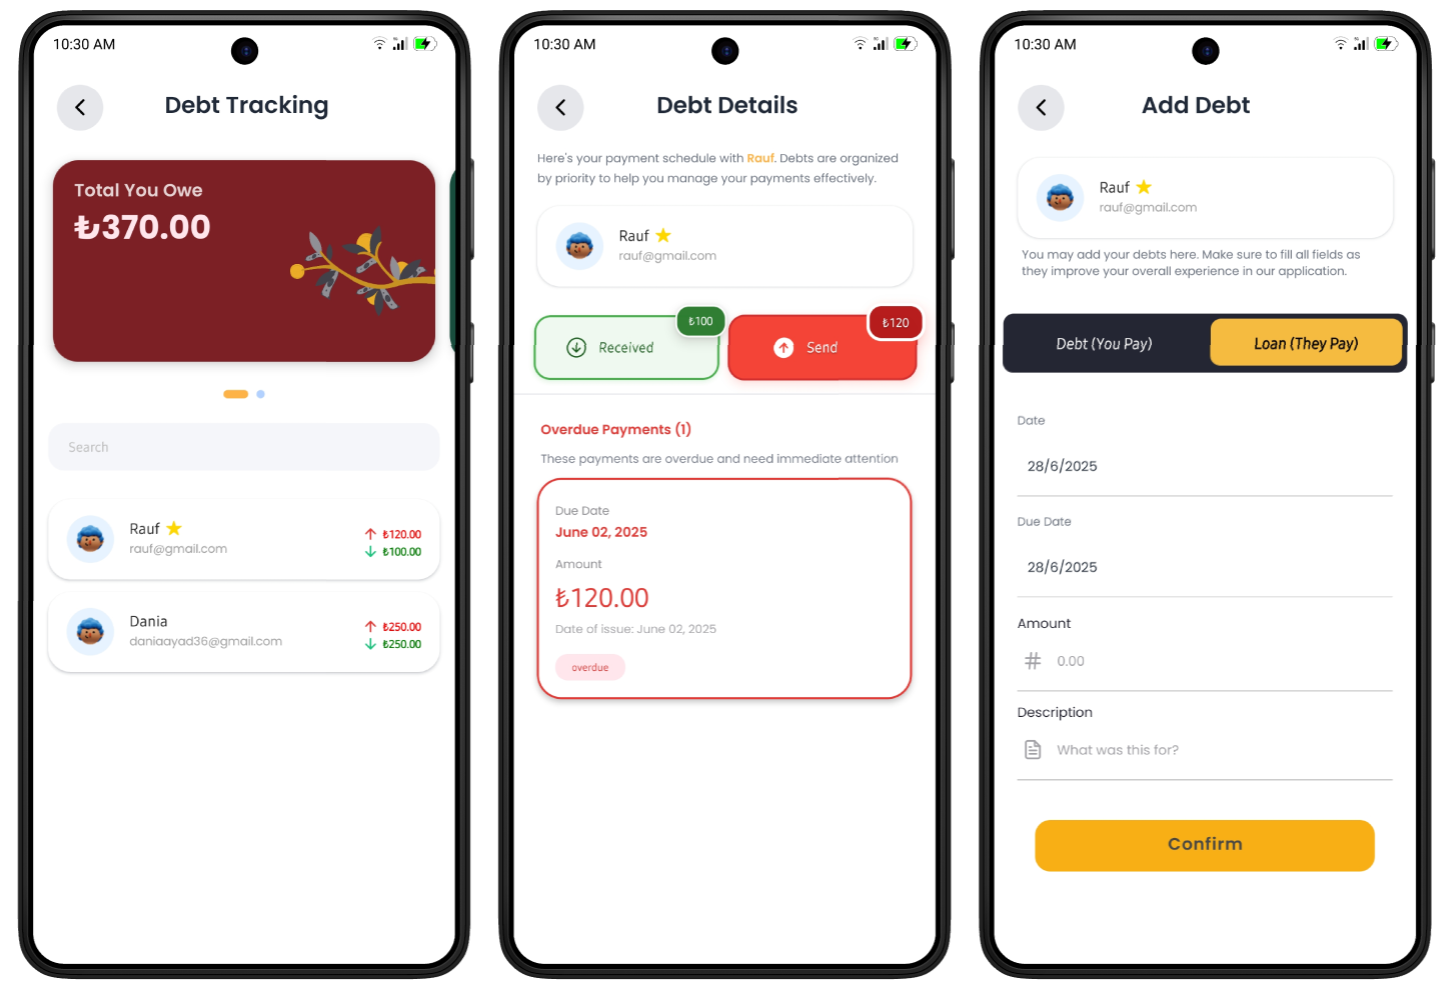 10:30 AM
Debt Tracking
Total You Owe
₺370.00
Search
Rauf
rauf@gmail.com
₺120.00
₺100.00
Dania
daniaayad36@gmail.com
₺250.00
₺250.00
10:30 AM
Debt Details
Here's your payment schedule with Rauf. Debts are organized
by priority to help you manage your payments effectively.
Rauf
rauf@gmail.com
₺100
Received
₺120
Send
Overdue Payments (1)
These payments are overdue and need immediate attention
Due Date
June 02, 2025
Amount
₺120.00
Date of issue: June 02, 2025
overdue
10:30 AM
Add Debt
Rauf
rauf@gmail.com
You may add your debts here. Make sure to fill all fields as
they improve your overall experience in our application.
Debt (You Pay)
Loan (They Pay)
Date
28/6/2025
Due Date
28/6/2025
Amount
# 0.00
Description
What was this for?
Confirm